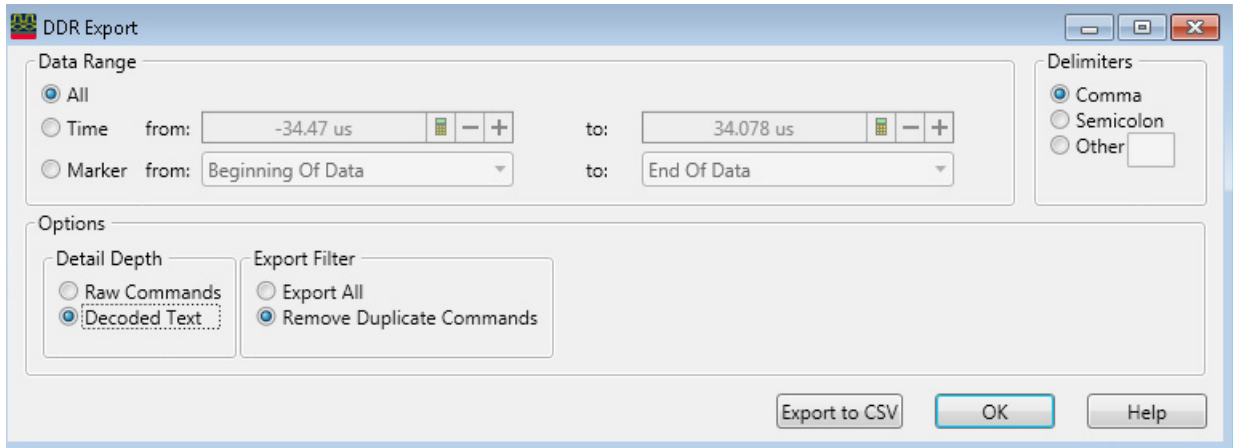 DDR Export
Data Range
All
Time from: -34.47 us to: 34.078 us
Marker from: Beginning Of Data to: End Of Data
Delimiters
Comma
Semicolon
Other
Options
Detail Depth
Raw Commands
Decoded Text
Export Filter
Export All
Remove Duplicate Commands
Export to CSV OK Help